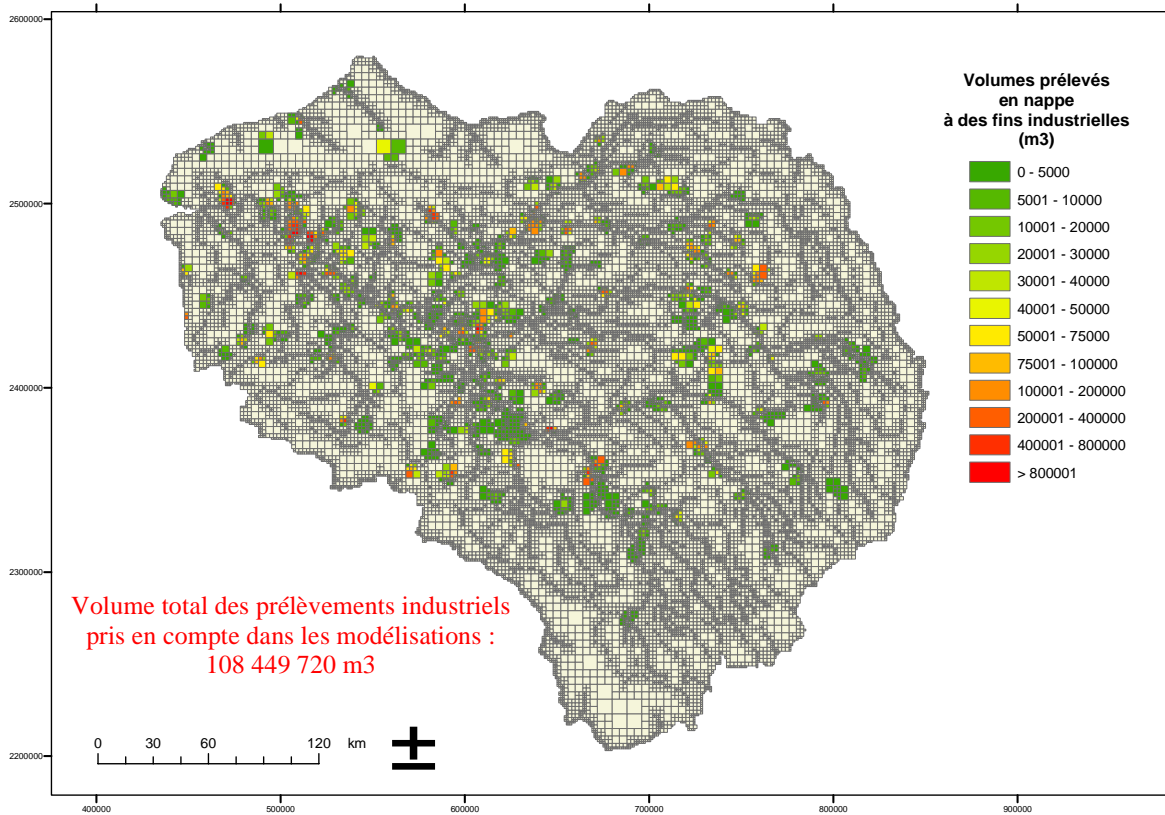 2600000
2500000
2400000
2300000
2200000
Volumes prélevés
en nappe
à des fins industrielles
(m3)
0 - 5000
5001 - 10000
10001 - 20000
20001 - 30000
30001 - 40000
40001 - 50000
50001 - 75000
75001 - 100000
100001 - 200000
200001 - 400000
400001 - 800000
> 800001
Volume total des prélèvements industriels
pris en compte dans les modélisations :
108 449 720 m3
0 30 60 120 km
400000 500000 600000 700000 800000 900000